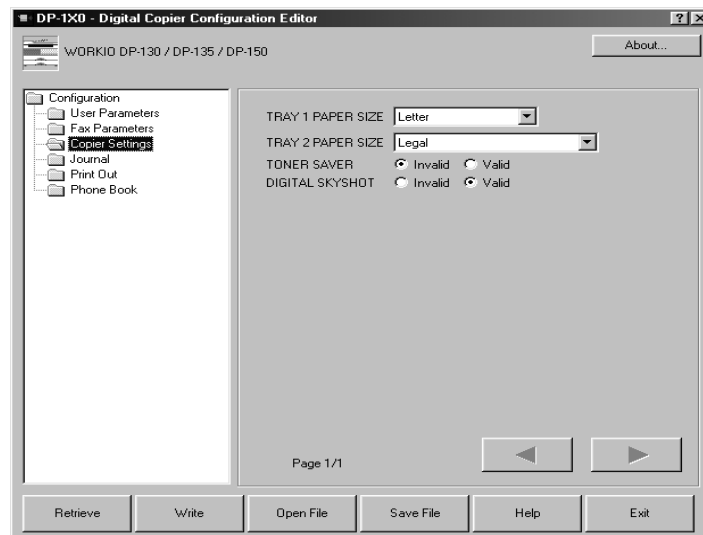 DP-1X0 - Digital Copier Configuration Editor
WORKIO DP-130 / DP-135 / DP-150
About...
Configuration
User Parameters
Fax Parameters
Copier Settings
Journal
Print Out
Phone Book
TRAY 1 PAPER SIZE Letter
TRAY 2 PAPER SIZE Legal
TONER SAVER Invalid Valid
DIGITAL SKYSHOT Invalid Valid
Page 1/1
Retrieve Write Open File Save File Help Exit